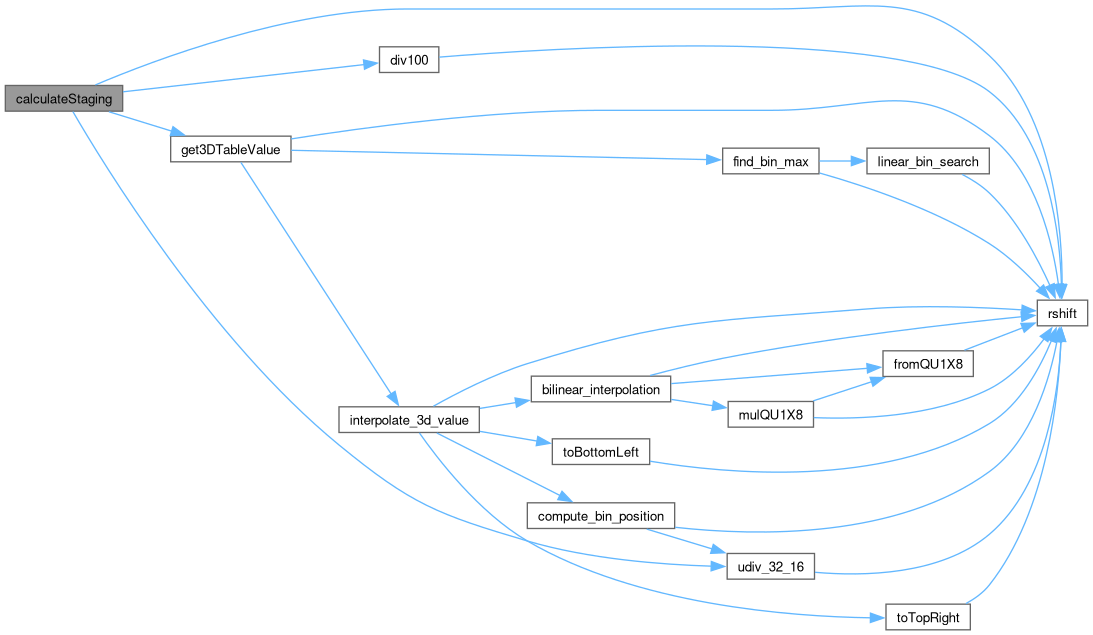 div100
calculateStaging
get3DTableValue
find_bin_max
linear_bin_search
rshift
fromQU1X8
bilinear_interpolation
mulQU1X8
interpolate_3d_value
toBottomLeft
compute_bin_position
udiv_32_16
toTopRight